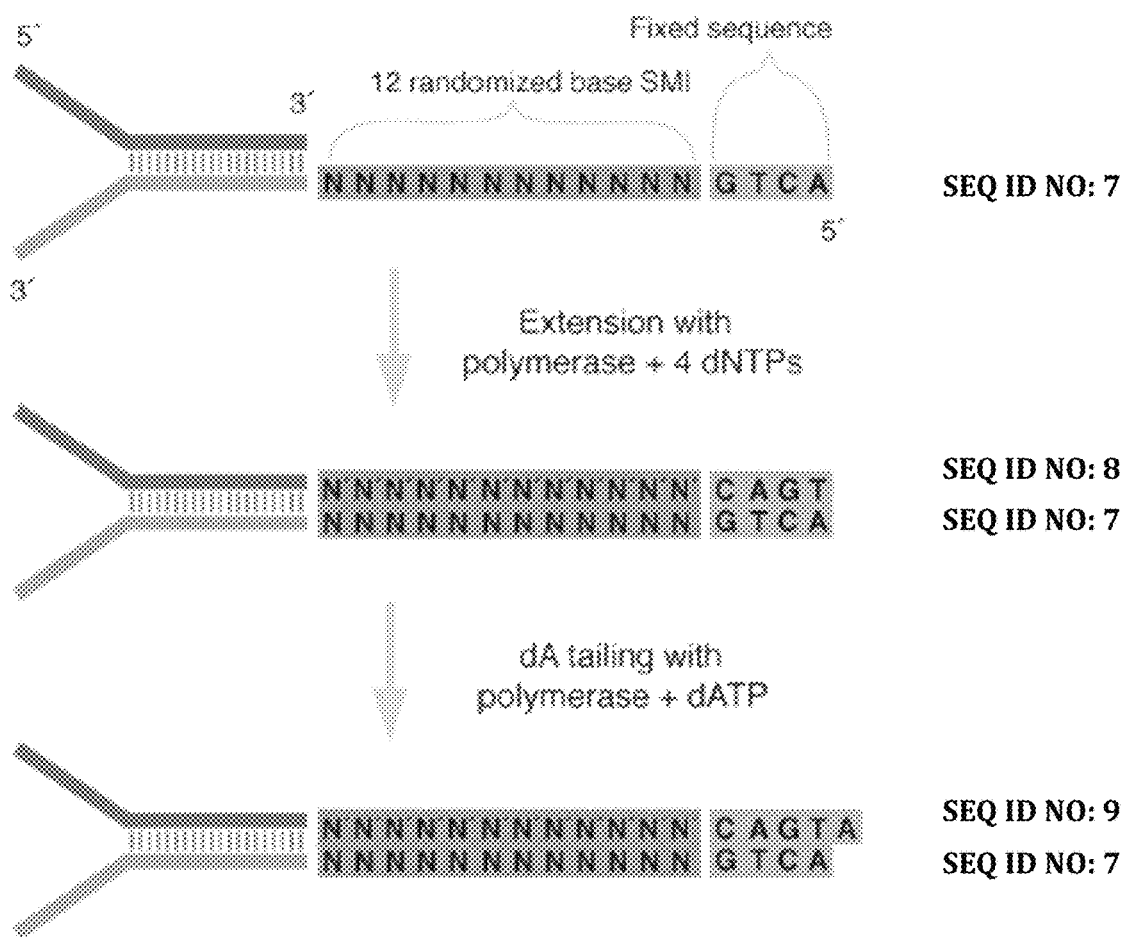 5´
Fixed sequence
12 randomized base SMI
3´
N N N N N N N N N N N N G T C A
SEQ ID NO: 7
5´
3´
Extension with
polymerase + 4 dNTPs
N N´N´N´N´N´N´N´N´N´N´N´ C A G T
SEQ ID NO: 8
N N N N N N N N N N N N G T C A
SEQ ID NO: 7
dA tailing with
polymerase + dATP
N N N N´N N N N N N N N C A G T A
SEQ ID NO: 9
N N N N N N N N N N N N G T C A
SEQ ID NO: 7